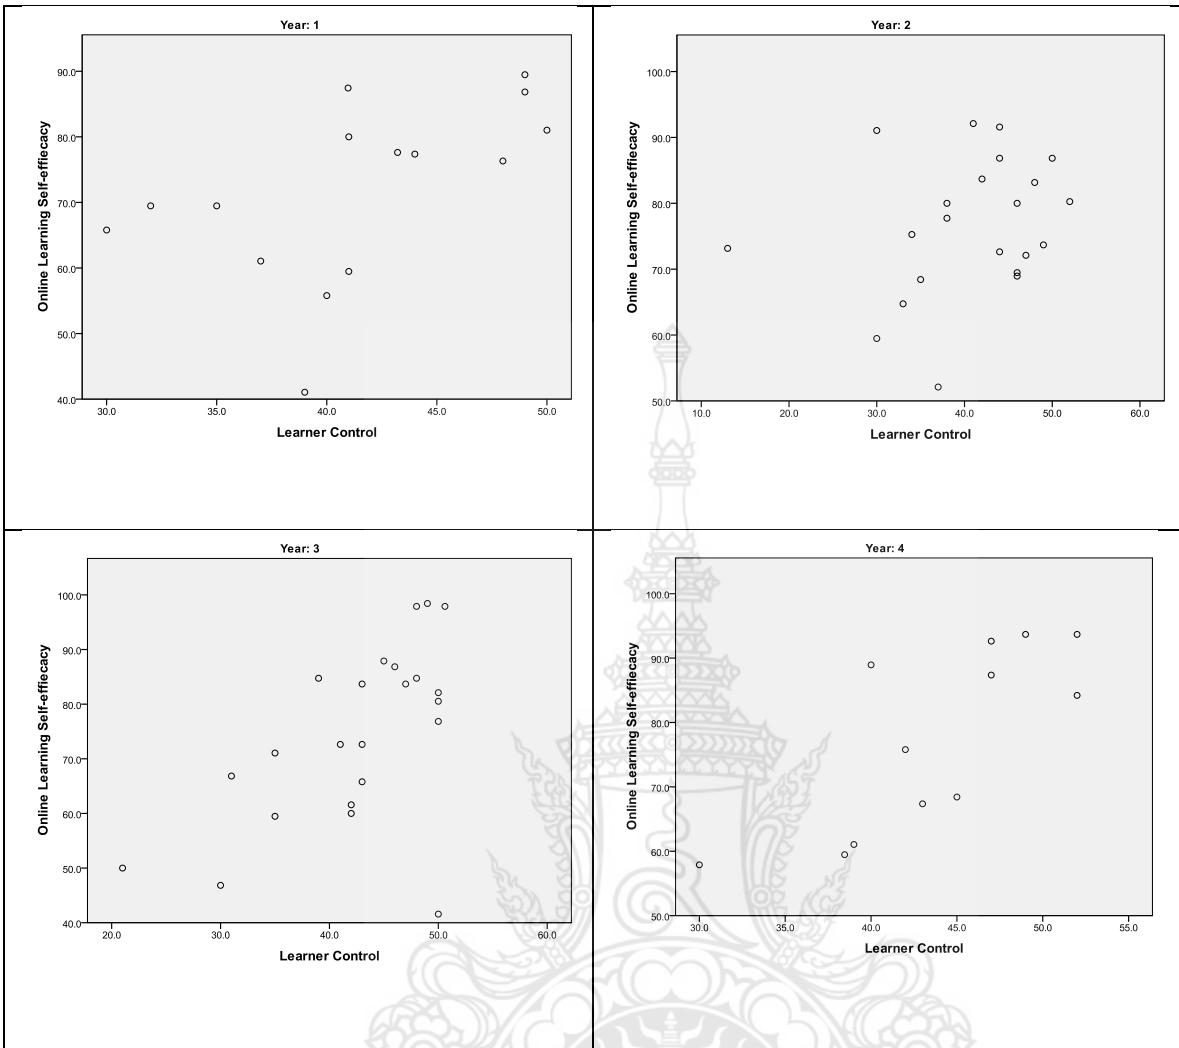 Year: 1
Online Learning Self-effiecacy
90.0
80.0
70.0
60.0
50.0
40.0
30.0 35.0 40.0 45.0 50.0
Learner Control
Year: 2
Online Learning Self-effiecacy
100.0
90.0
80.0
70.0
60.0
50.0
10.0 20.0 30.0 40.0 50.0 60.0
Learner Control
Year: 3
Online Learning Self-effiecacy
100.0
90.0
80.0
70.0
60.0
50.0
40.0
20.0 30.0 40.0 50.0 60.0
Learner Control
Year: 4
Online Learning Self-effiecacy
100.0
90.0
80.0
70.0
60.0
50.0
30.0 35.0 40.0 45.0 50.0 55.0
Learner Control